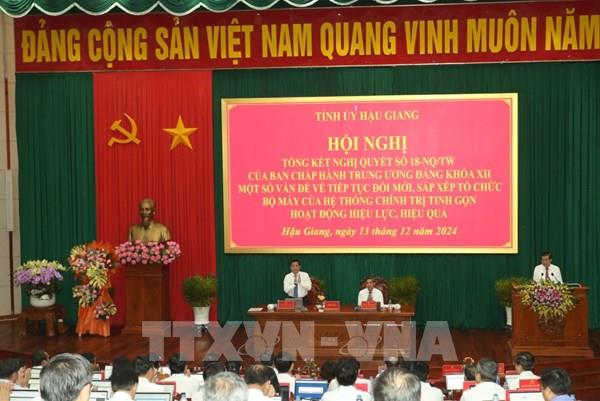 ĐẢNG CỘNG SẢN VIỆT NAM QUANG VINH MUÔN NĂM
TỈNH ỦY HẬU GIANG
HỘI NGHỊ
TỔNG KẾT NGHỊ QUYẾT SỐ 18-NQ/TW
CỦA BAN CHẤP HÀNH TRUNG ƯƠNG ĐẢNG KHÓA XII
MỘT SỐ VẤN ĐỀ VỀ TIẾP TỤC ĐỔI MỚI, SẮP XẾP TỔ CHỨC
BỘ MÁY CỦA HỆ THỐNG CHÍNH TRỊ TINH GỌN
HOẠT ĐỘNG HIỆU LỰC, HIỆU QUẢ
Hậu Giang, ngày 13 tháng 12 năm 2024
TTXVN - VNA